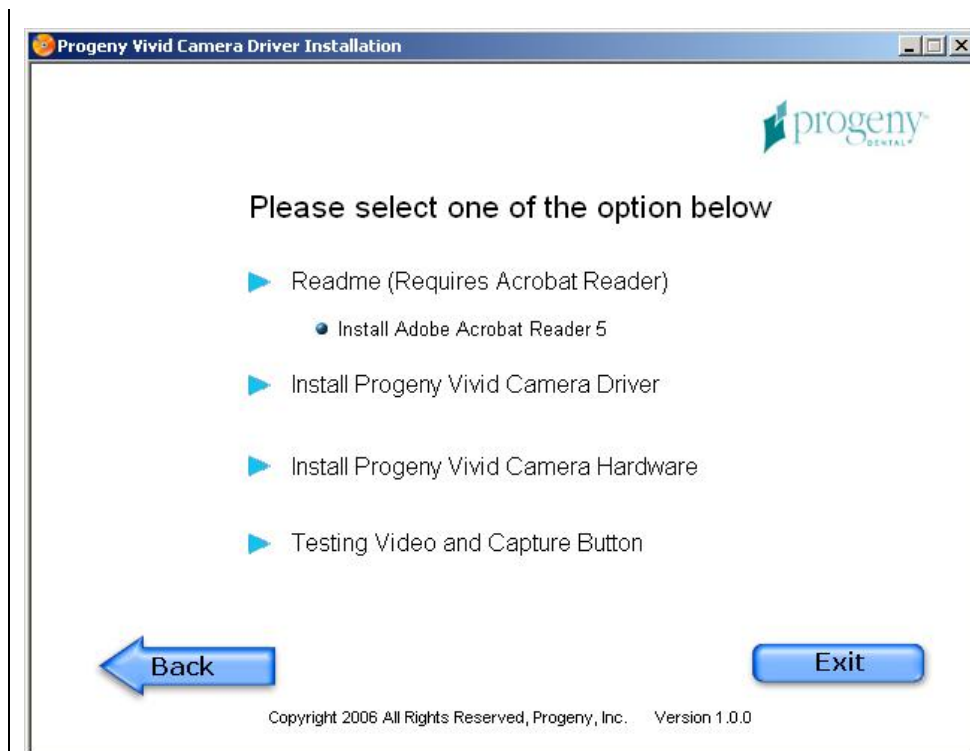 Progeny Vivid Camera Driver Installation
progeny™
DENTAL
Please select one of the option below
Readme (Requires Acrobat Reader)
Install Adobe Acrobat Reader 5
Install Progeny Vivid Camera Driver
Install Progeny Vivid Camera Hardware
Testing Video and Capture Button
Back
Exit
Copyright 2006 All Rights Reserved, Progeny, Inc. Version 1.0.0